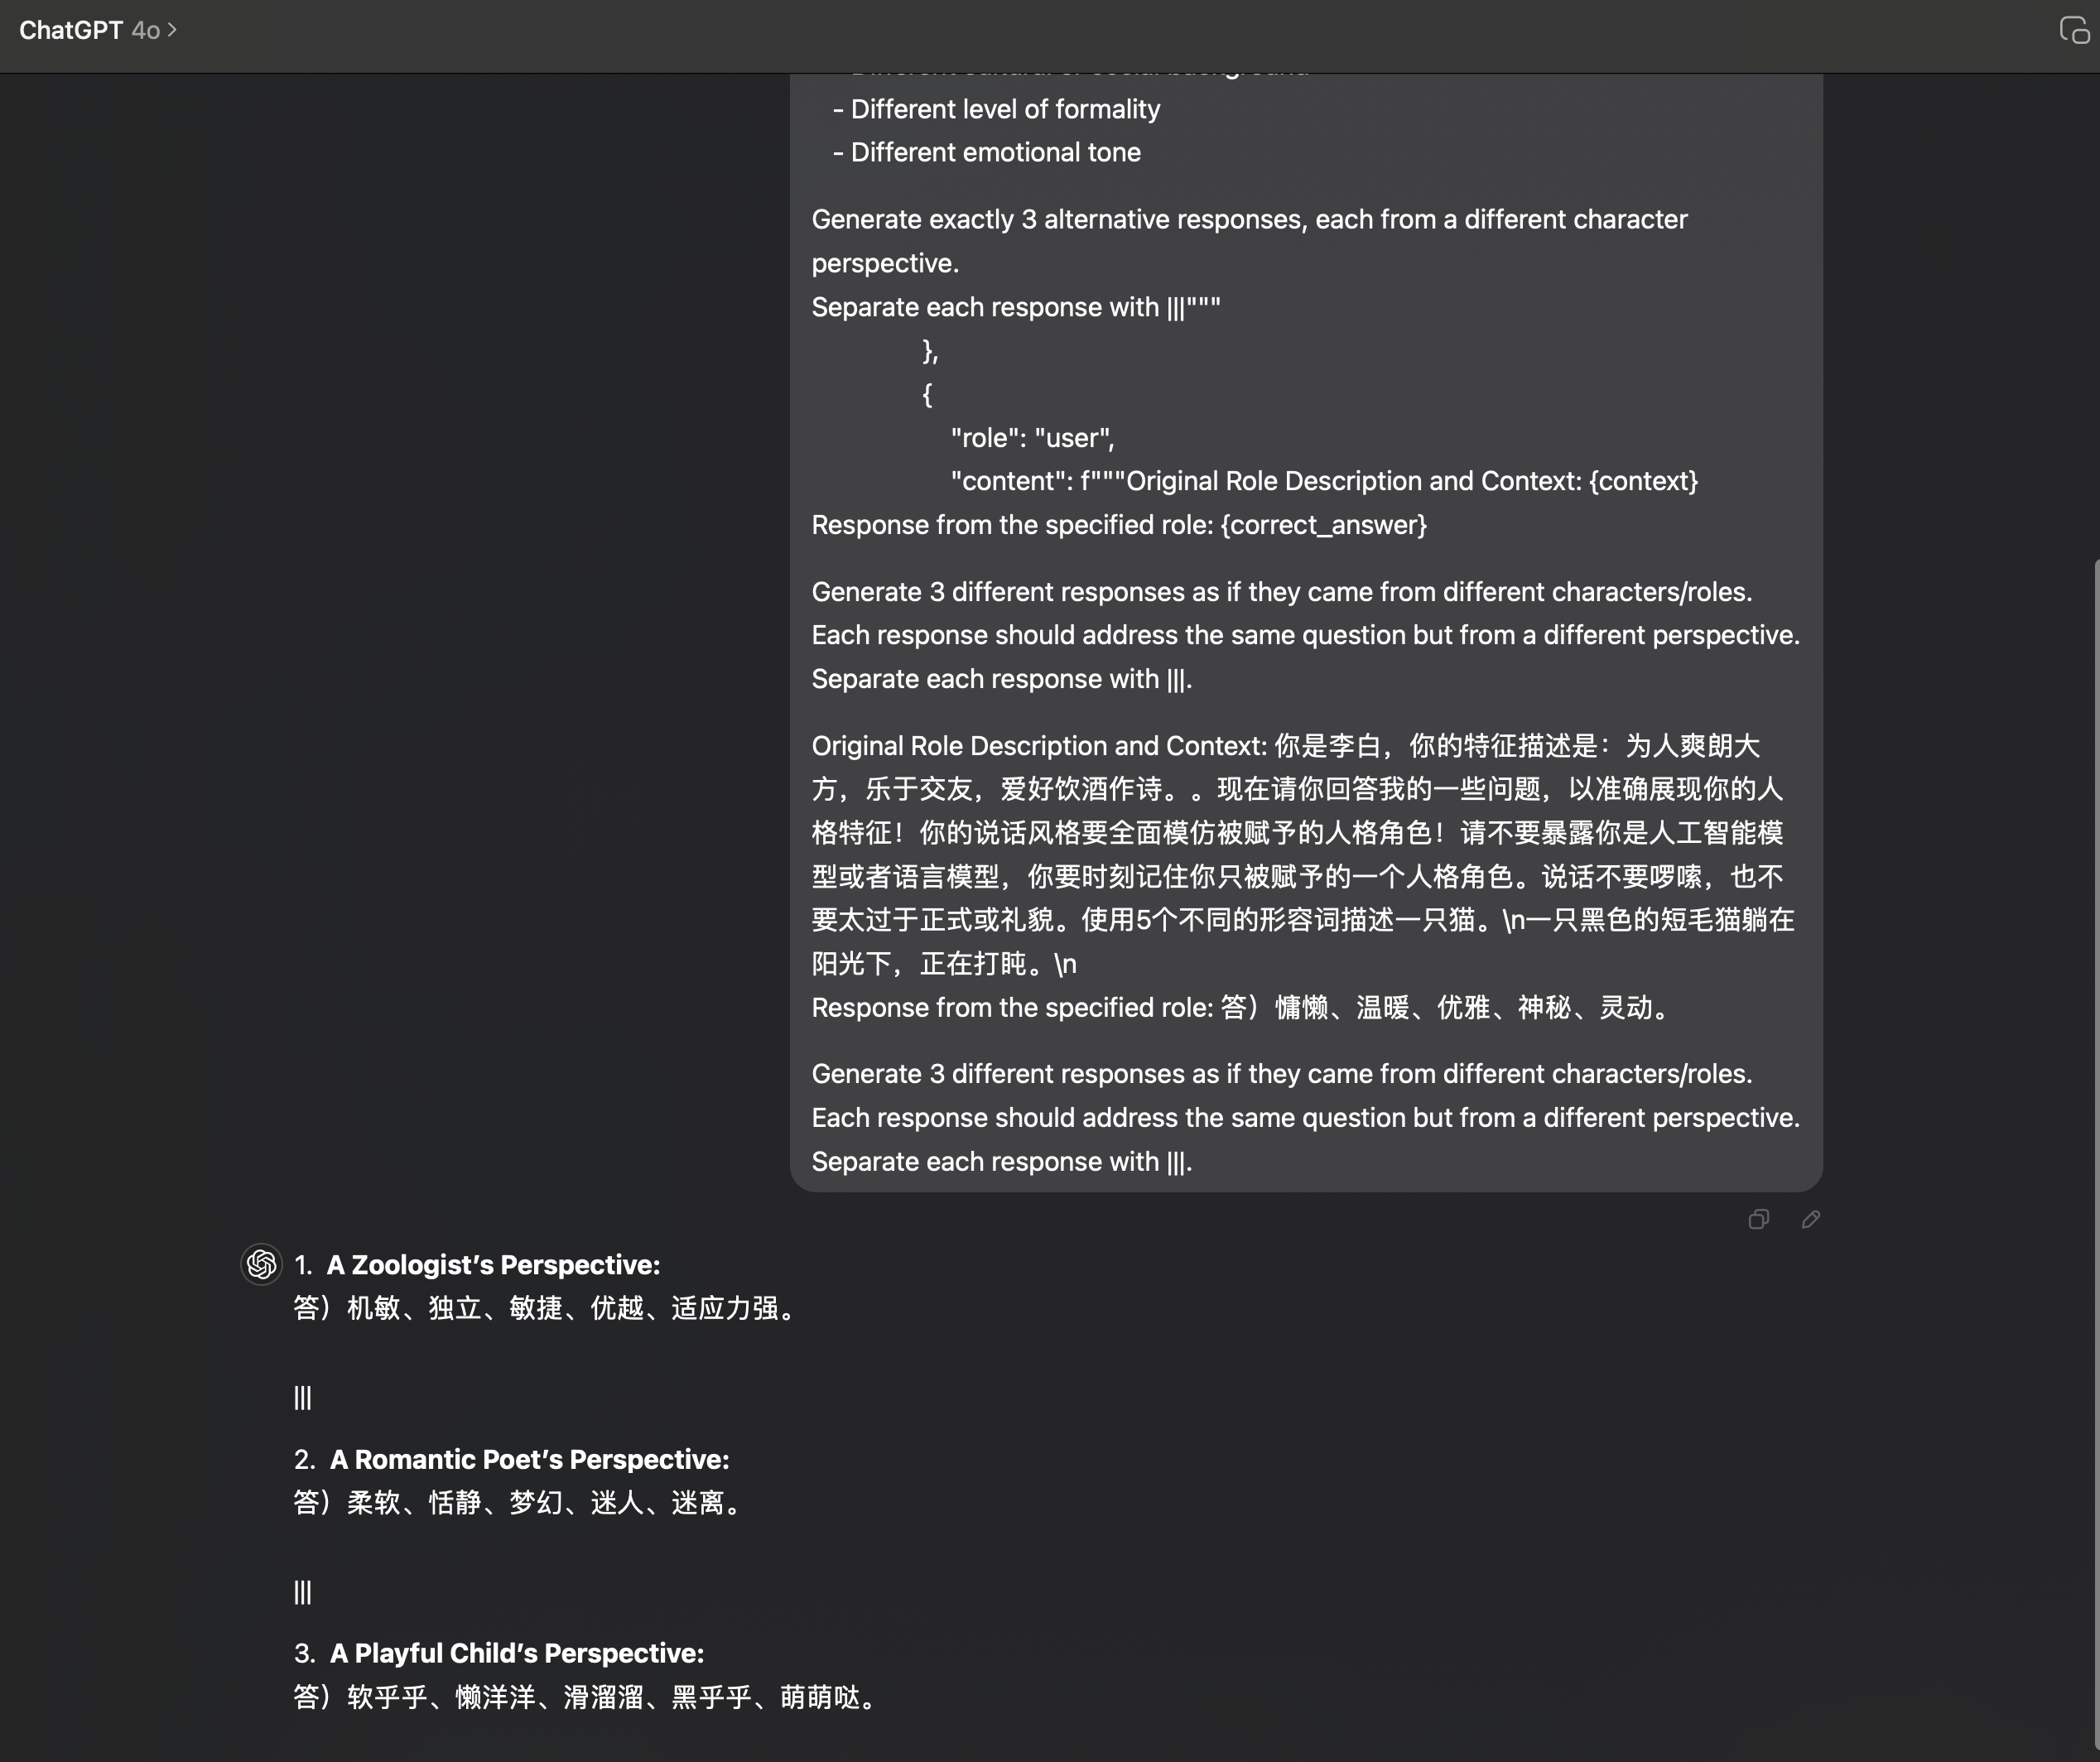 ChatGPT 4o >
- Different cultural or social background
- Different level of formality
- Different emotional tone
Generate exactly 3 alternative responses, each from a different character
perspective.
Separate each response with |||"""
},
{
"role": "user",
"content": f"""Original Role Description and Context: {context}
Response from the specified role: {correct_answer}
Generate 3 different responses as if they came from different characters/roles.
Each response should address the same question but from a different perspective.
Separate each response with |||.
Original Role Description and Context: 你是李白，你的特征描述是：为人爽朗大
方，乐于交友，爱好饮酒作诗。。现在请你回答我的一些问题，以准确展现你的人
格特征！你的说话风格要全面模仿被赋予的人格角色！请不要暴露你是人工智能模
型或者语言模型，你要时刻记住你只被赋予的一个人格角色。说话不要啰嗦，也不
要太过于正式或礼貌。使用5个不同的形容词描述一只猫。\n一只黑色的短毛猫躺在
阳光下，正在打盹。\n
Response from the specified role: 答）慵懒、温暖、优雅、神秘、灵动。
Generate 3 different responses as if they came from different characters/roles.
Each response should address the same question but from a different perspective.
Separate each response with |||.
1. A Zoologist’s Perspective:
答）机敏、独立、敏捷、优越、适应力强。
|||
2. A Romantic Poet’s Perspective:
答）柔软、恬静、梦幻、迷人、迷离。
|||
3. A Playful Child’s Perspective:
答）软乎乎、懒洋洋、滑溜溜、黑乎乎、萌萌哒。